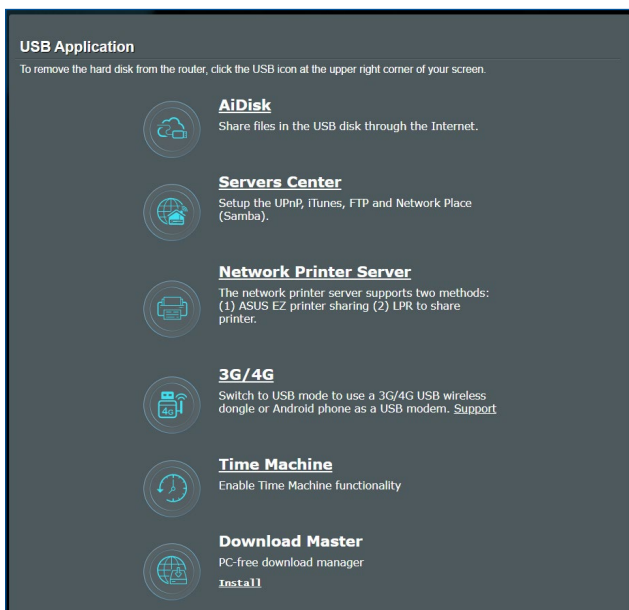 USB Application
To remove the hard disk from the router, click the USB icon at the upper right corner of your screen.
AiDisk
Share files in the USB disk through the Internet.
Servers Center
Setup the UPnP, iTunes, FTP and Network Place
(Samba).
Network Printer Server
The network printer server supports two methods:
(1) ASUS EZ printer sharing (2) LPR to share
printer.
3G/4G
4G
Switch to USB mode to use a 3G/4G USB wireless
dongle or Android phone as a USB modem. Support
Time Machine
Enable Time Machine functionality
Download Master
PC-free download manager
Install